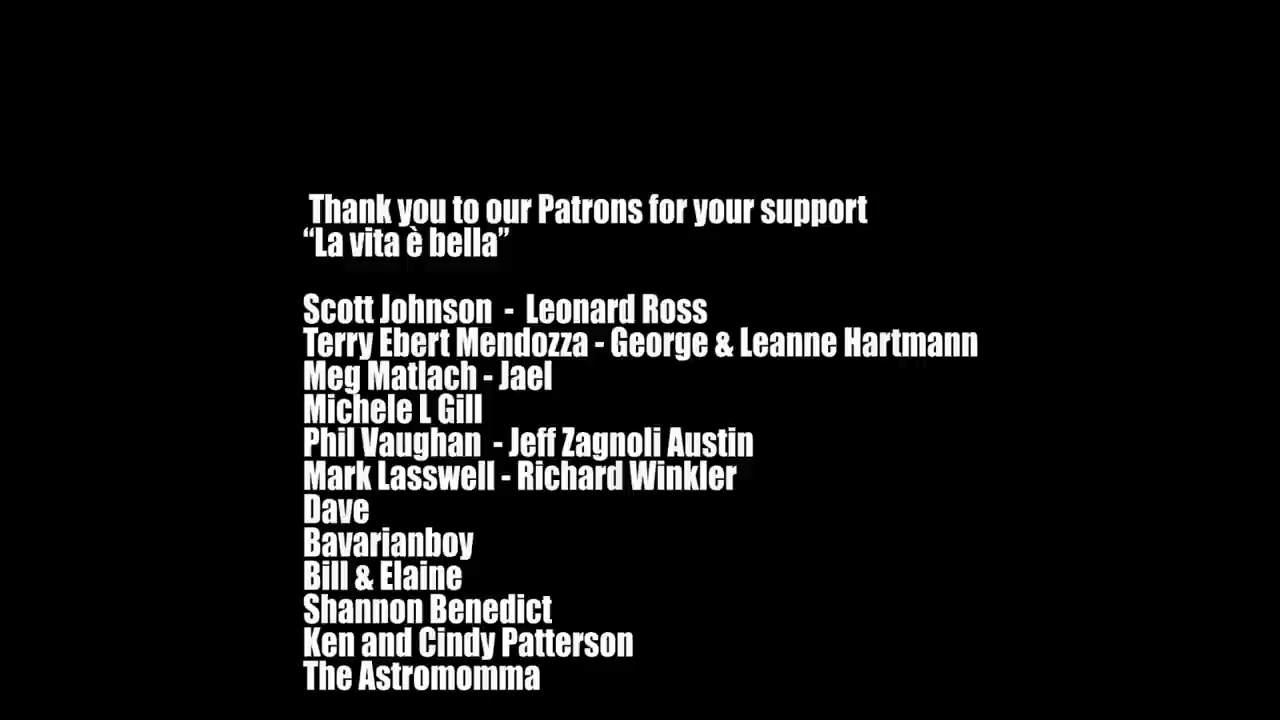 Thank you to our Patrons for your support
“La vita è bella”
Scott Johnson - Leonard Ross
Terry Ebert Mendozza - George & Leanne Hartmann
Meg Matlach - Jael
Michele L Gill
Phil Vaughan - Jeff Zagnoli Austin
Mark Lasswell - Richard Winkler
Dave
Bavarianboy
Bill & Elaine
Shannon Benedict
Ken and Cindy Patterson
The Astromomma